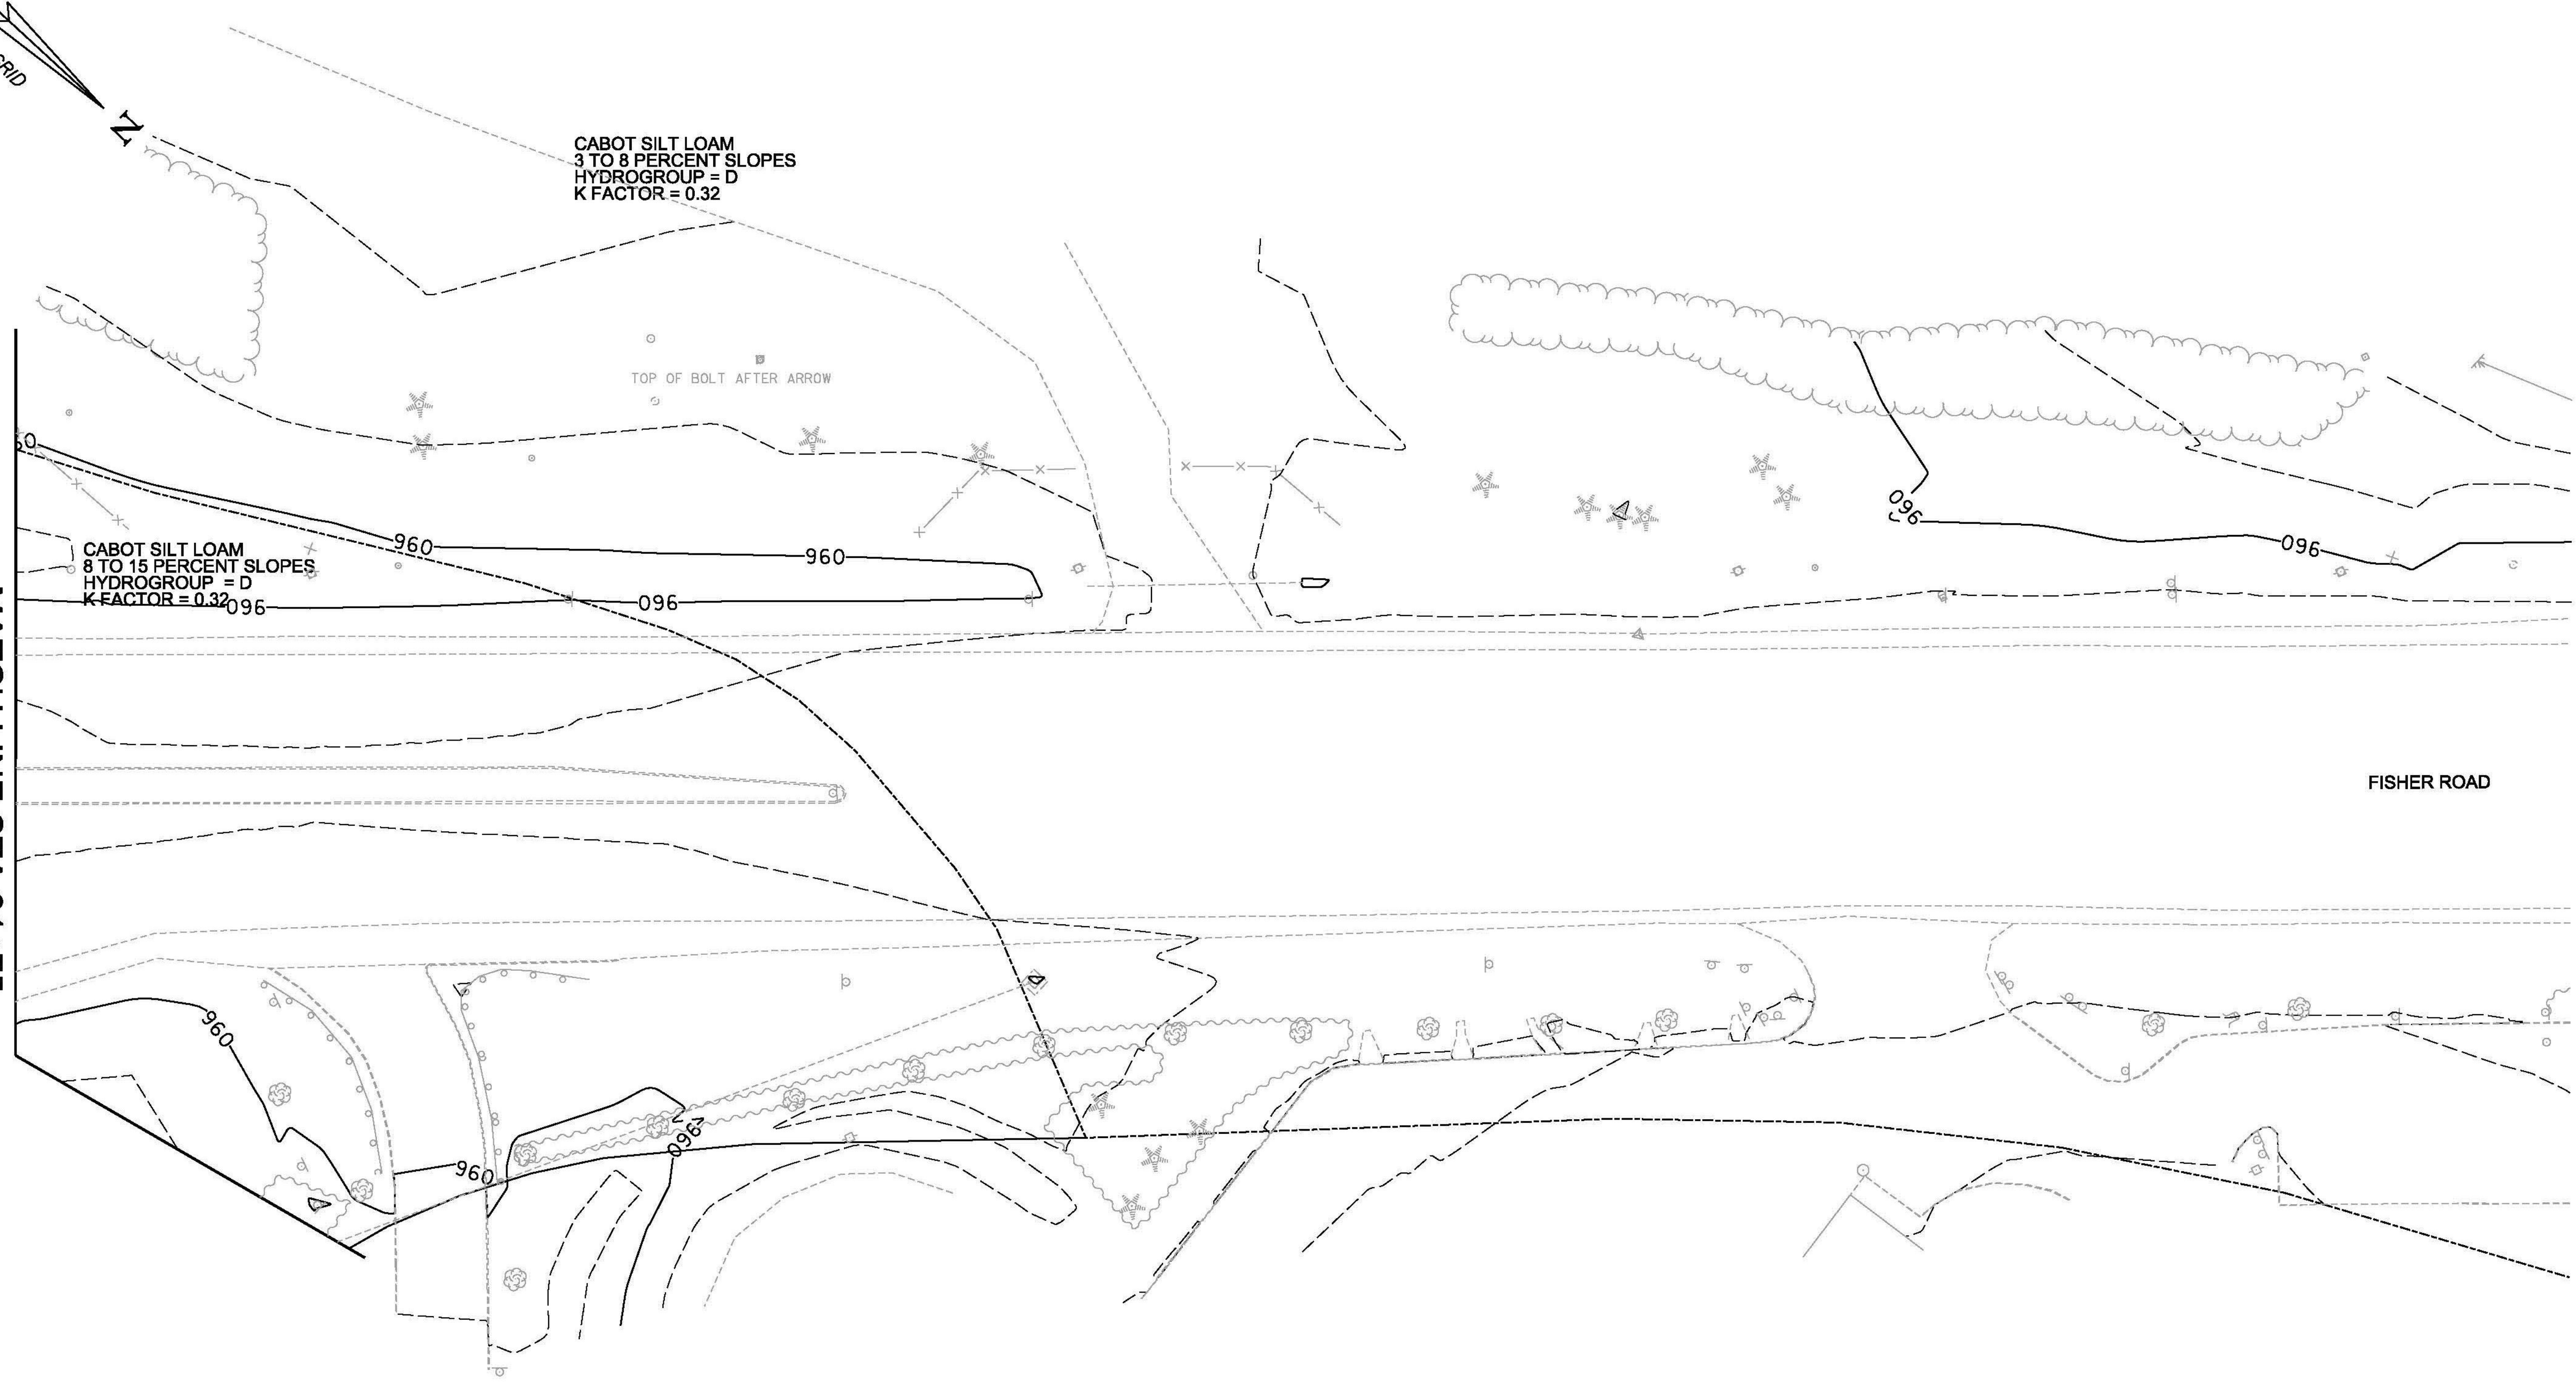 GRID
N
CABOT SILT LOAM
3 TO 8 PERCENT SLOPES
HYDROGROUP = D
K FACTOR = 0.32
TOP OF BOLT AFTER ARROW
960
960
960
960
CABOT SILT LOAM
8 TO 15 PERCENT SLOPES
HYDROGROUP = D
K FACTOR = 0.32
960
960
FISHER ROAD
960
960
960